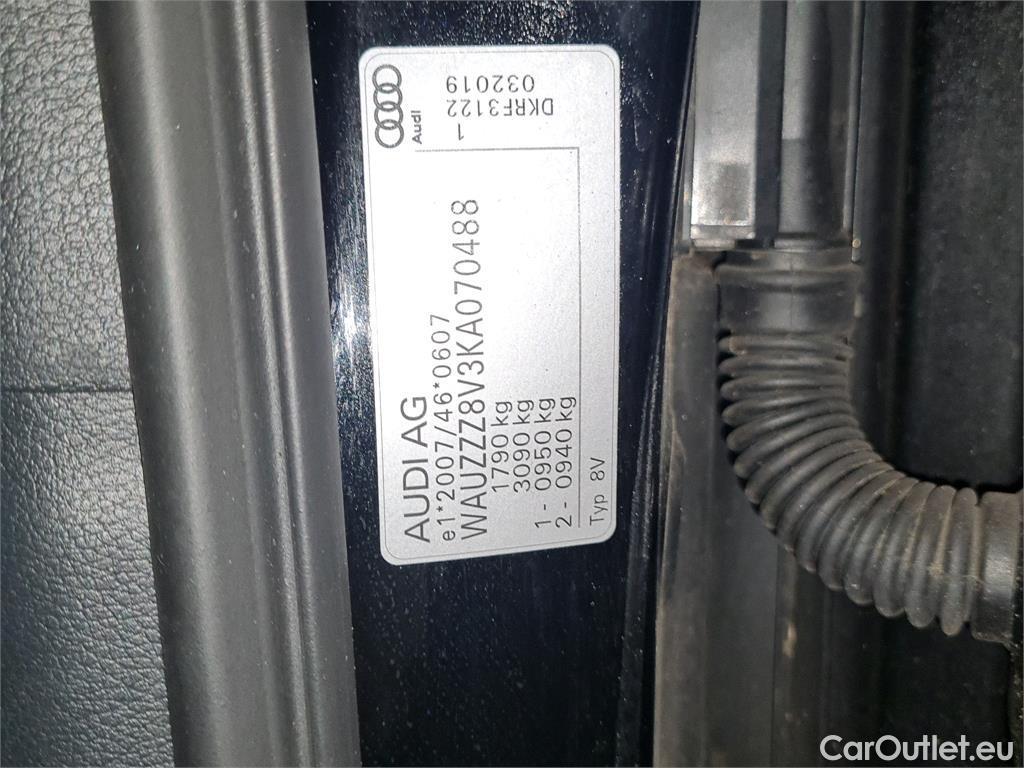 AUDI AG
e1*2007/46*0607
WAUZZZ8V3KA070488
1790 kg
3090 kg
1 - 0950 kg
2 - 0940 kg
Typ 8V
Audi
1
DKRF3122
032019
CarOutlet.eu